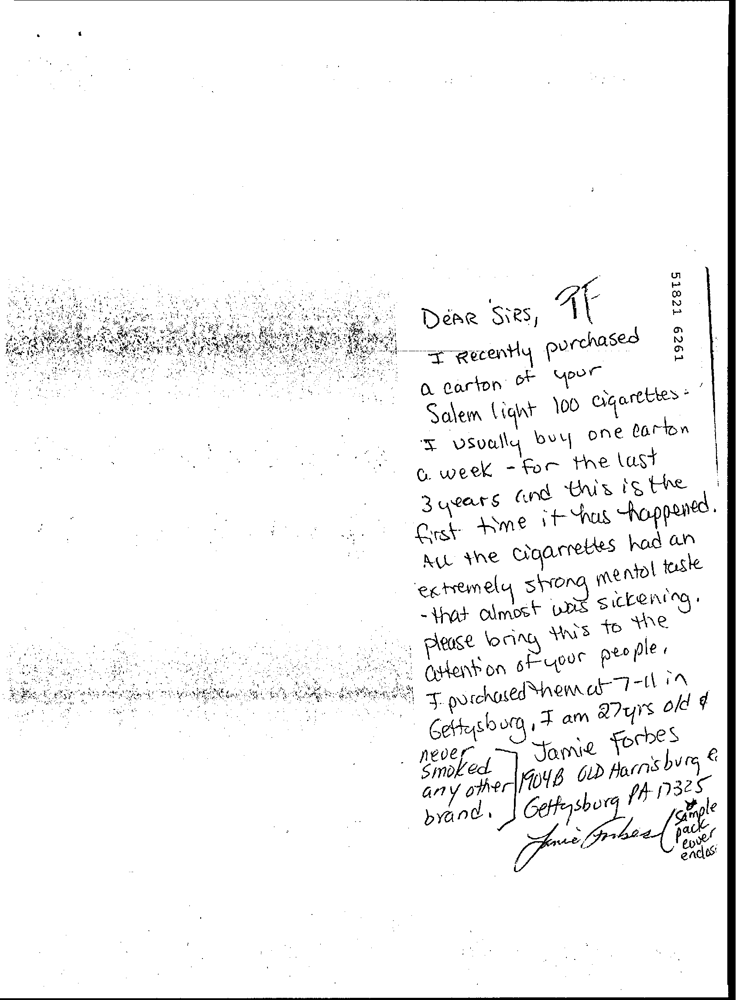 DEAR SIRS,
51821 6261
I Recently purchased
a carton of your
Salem light 100 cigarettes.
I usually buy one carton
a week - for the last
3 years and this is the
first time it has happened.
All the cigarrettes had an
extremely strong mentol taste
- that almost was sickening.
please bring this to the
attention of your people.
I purchased them at 7-11 in
Gettysburg. I am 27 yrs old &
never
smoked
any other
brand.
Jamie Forbes
1904B OLD Harrisburg
Gettysburg PA 17325
Jamie Forbes
Sample
pack
cover
enclos